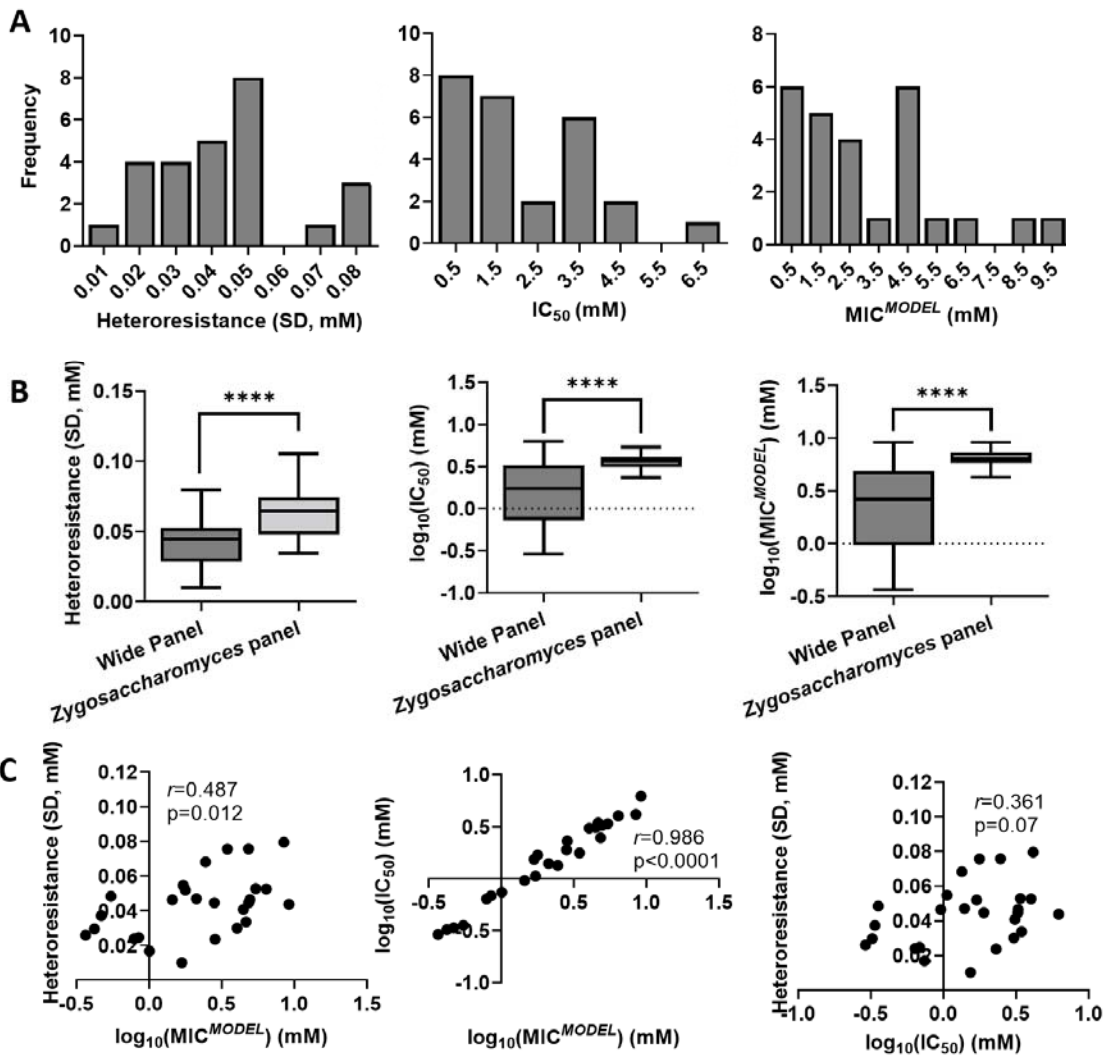 A
Frequency
10
8
6
4
2
0
0.01 0.02 0.03 0.04 0.05 0.06 0.07 0.08
Heteroresistance (SD, mM)
10
8
6
4
2
0
0.5 1.5 2.5 3.5 4.5 5.5 6.5
IC50 (mM)
8
6
4
2
0
0.5 1.5 2.5 3.5 4.5 5.5 6.5 7.5 8.5 9.5
MICMODEL (mM)
B
Heteroresistance (SD, mM)
0.15
0.10
0.05
0.00
****
Wide Panel
Zygosaccharomyces panel
log10(IC50) (mM)
1.5
1.0
0.5
0.0
-0.5
-1.0
****
Wide Panel
Zygosaccharomyces panel
log10(MICMODEL) (mM)
1.5
1.0
0.5
0.0
-0.5
****
Wide Panel
Zygosaccharomyces panel
C
Heteroresistance (SD, mM)
0.12
0.10
0.08
0.06
0.04
0.02
r=0.487
p=0.012
-0.5 0.0 0.5 1.0 1.5
log10(MICMODEL) (mM)
log10(IC50) (mM)
1.0
0.5
r=0.986
p<0.0001
-0.5 0.5 1.0 1.5
-0.5
-1.0
log10(MICMODEL) (mM)
Heteroresistance (SD, mM)
0.12
0.10
0.08
0.06
0.04
0.02
r=0.361
p=0.07
-1.0 -0.5 0.0 0.5 1.0
log10(IC50) (mM)